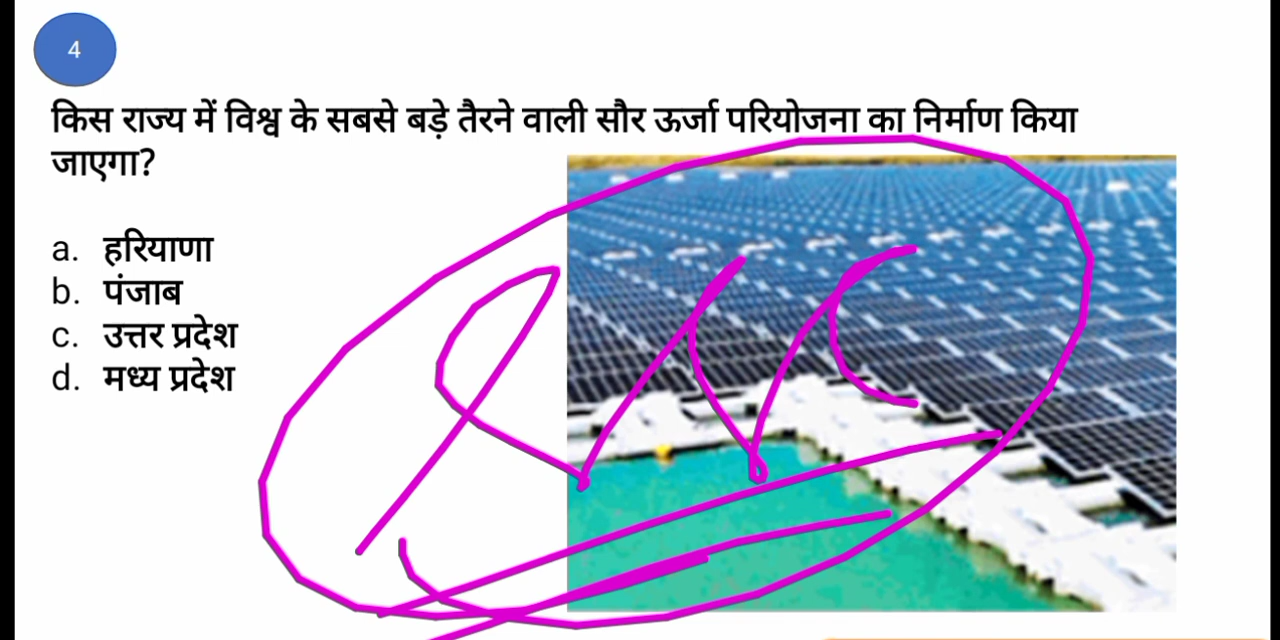 4
किस राज्य में विश्व के सबसे बड़े तैरने वाली सौर ऊर्जा परियोजना का निर्माण किया
जाएगा?
a. हरियाणा
b. पंजाब
c. उत्तर प्रदेश
d. मध्य प्रदेश